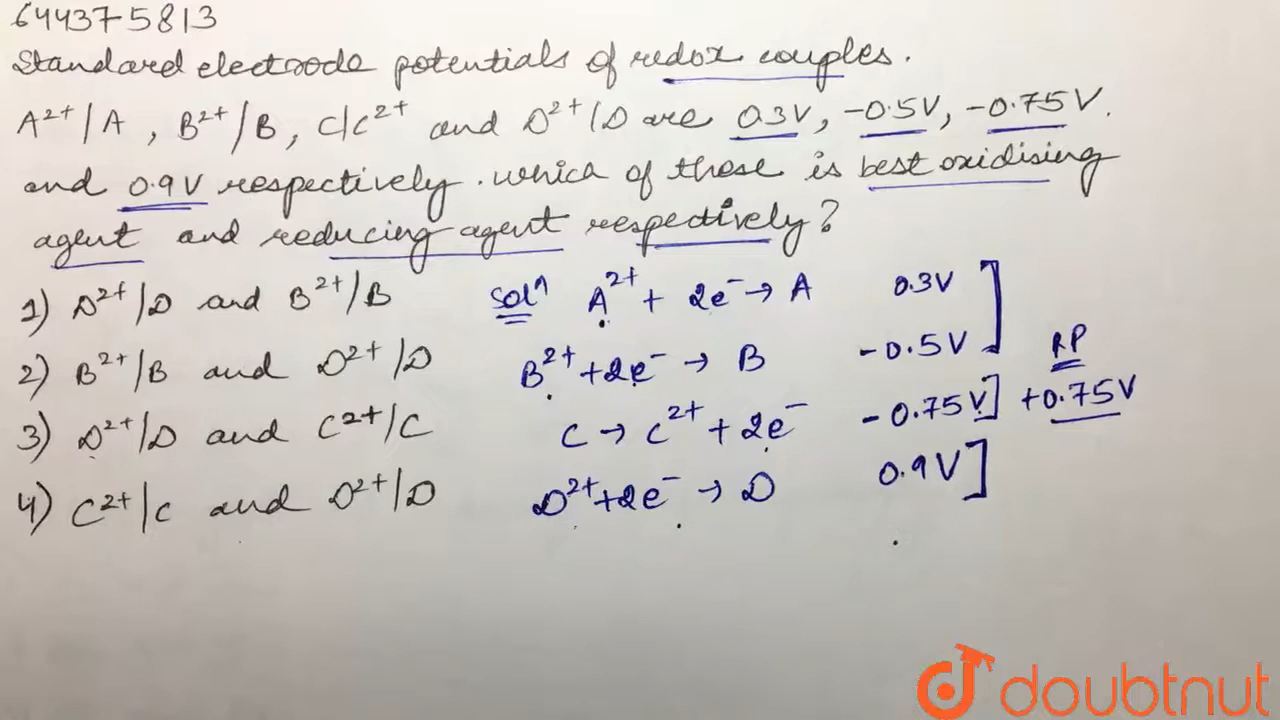 644375813
Standard electrode potentials of redox couples.
A²⁺/A, B²⁺/B, C/C²⁺ and D²⁺/D are 0.3V, -0.5V, -0.75V.
and 0.9V respectively. which of these is best oxidising
agent and reducing agent respectively?
1) D²⁺/D and B²⁺/B
2) B²⁺/B and D²⁺/D
3) D²⁺/D and C²⁺/C
4) C²⁺/C and D²⁺/D
Solⁿ A²⁺ + 2e⁻ → A 0.3V
B²⁺ + 2e⁻ → B -0.5V
RP
C → C²⁺ + 2e⁻ -0.75V] +0.75V
D²⁺ + 2e⁻ → D 0.9V]
doubtnut